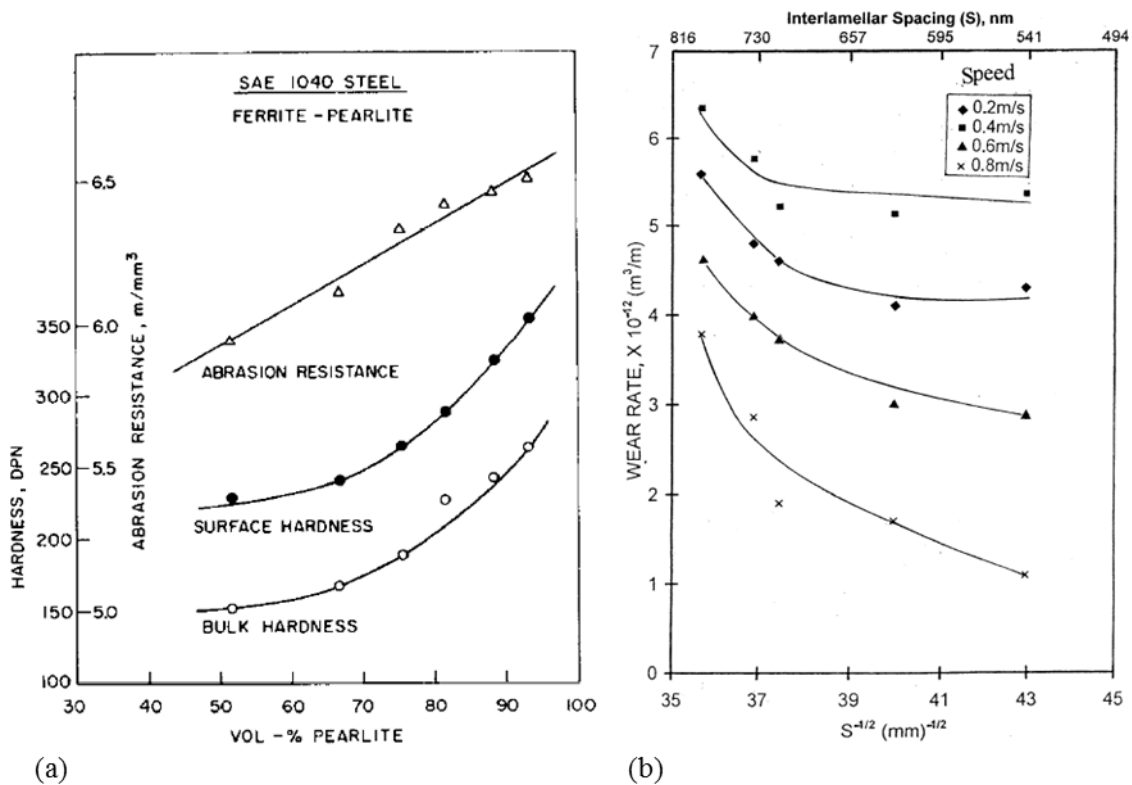 SAE 1040 STEEL
FERRITE - PEARLITE
HARDNESS, DPN
350
300
250
200
150
100
ABRASION RESISTANCE, m/mm³
6.5
6.0
5.5
5.0
ABRASION RESISTANCE
SURFACE HARDNESS
BULK HARDNESS
30 40 50 60 70 80 90 100
VOL -% PEARLITE
(a)
Interlamellar Spacing (S), nm
816 730 657 595 541 494
Speed
0.2m/s
0.4m/s
0.6m/s
0.8m/s
WEAR RATE, X 10⁻¹² (m³/m)
7
6
5
4
3
2
1
0
35 37 39 41 43 45
S⁻¹/² (mm)⁻¹/²
(b)